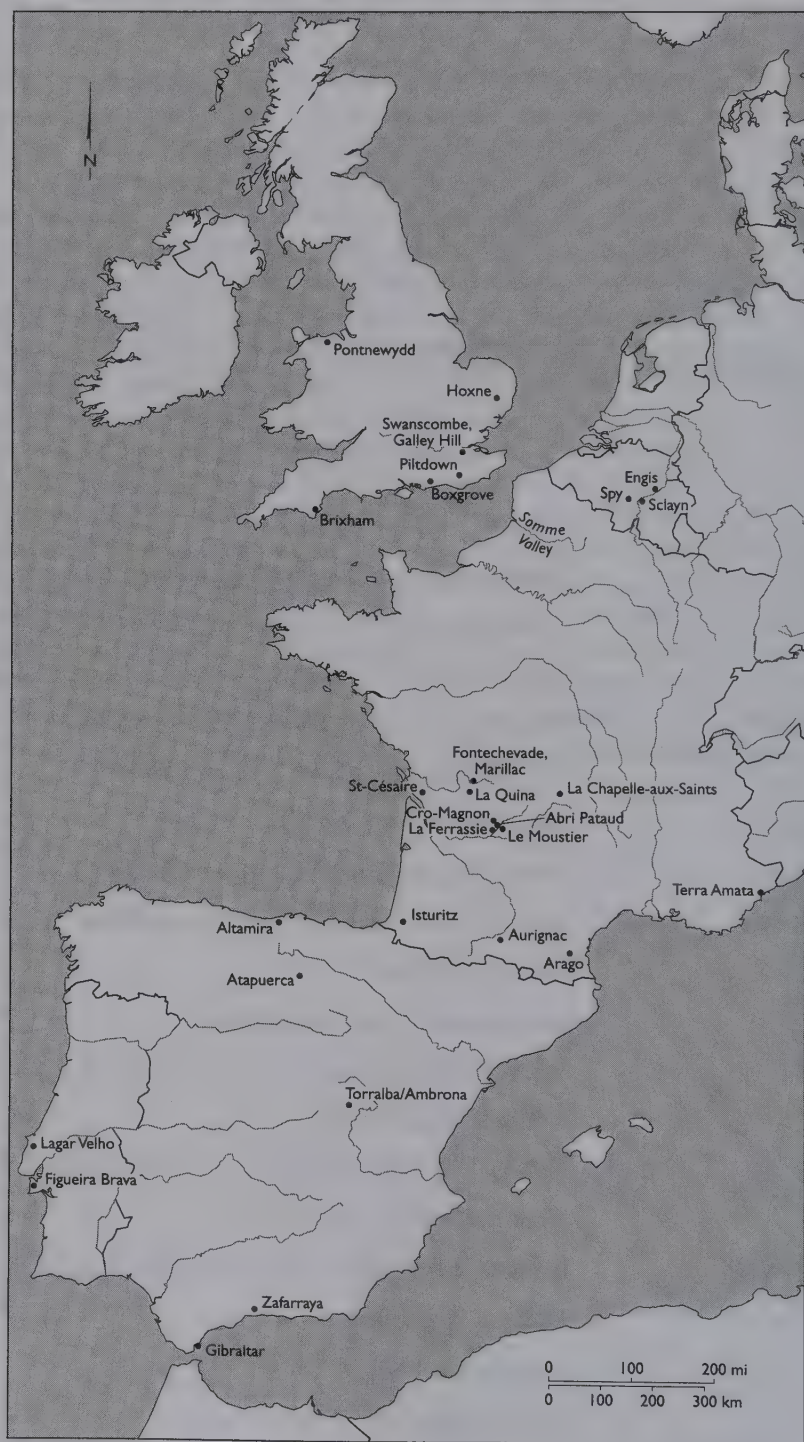 N
Pontnewydd
Hoxne
Swanscombe,
Galley Hill
Piltdown
Boxgrove
Brixham
Engis
Spy
Sclayn
Somme
Valley
Fontechevade,
Marillac
St-Césaire
La Quina
La Chapelle-aux-Saints
Cro-Magnon
Abri Pataud
La Ferrassie
Le Moustier
Terra Amata
Altamira
Isturitz
Aurignac
Arago
Atapuerca
Torralba/Ambrona
Lagar Velho
Figueira Brava
Zafarraya
Gibraltar
0 100 200 mi
0 100 200 300 km